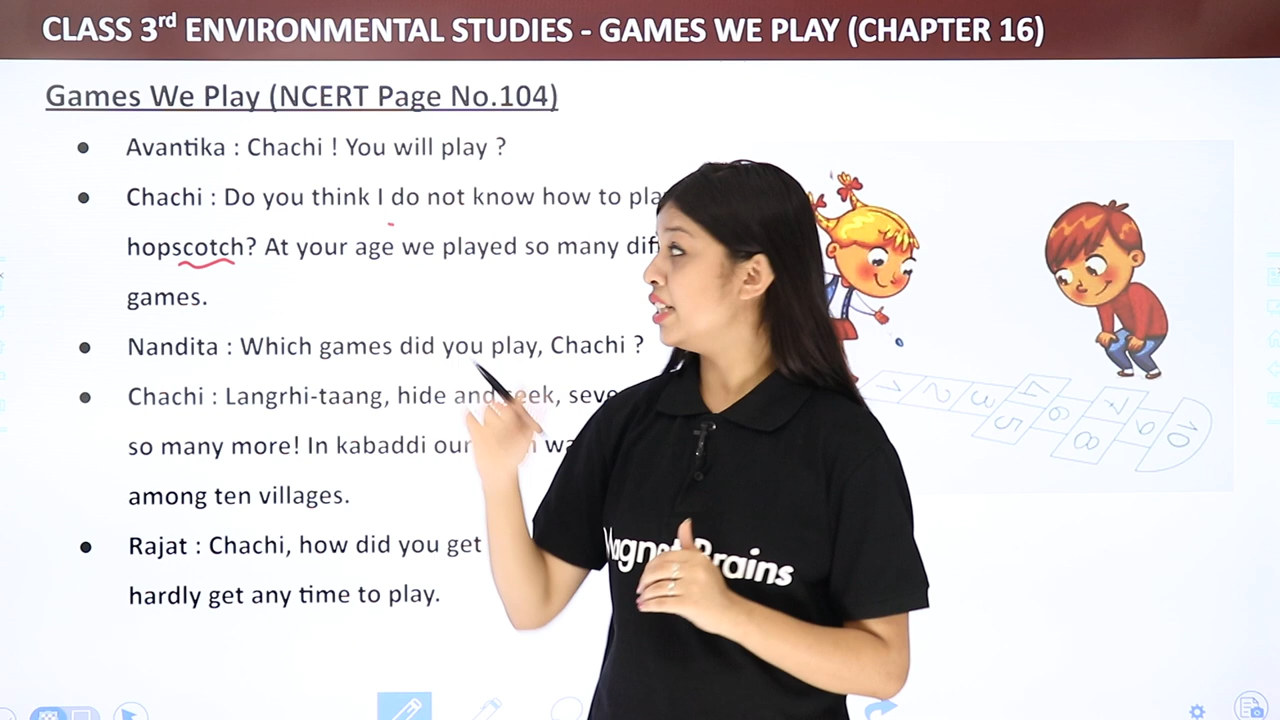 CLASS 3rd ENVIRONMENTAL STUDIES - GAMES WE PLAY (CHAPTER 16)
Games We Play (NCERT Page No.104)
Avantika : Chachi ! You will play ?
Chachi : Do you think I do not know how to
hopscotch? At your age we played so many
games.
Nandita : Which games did you play, Chachi ?
Chachi : Langrhi-taang, hide and seek,
so many more! In kabaddi our
among ten villages.
Rajat : Chachi, how did you get
hardly get any time to play.
1 2 3 4 5 6 7 8 9 10
Magnet Brains